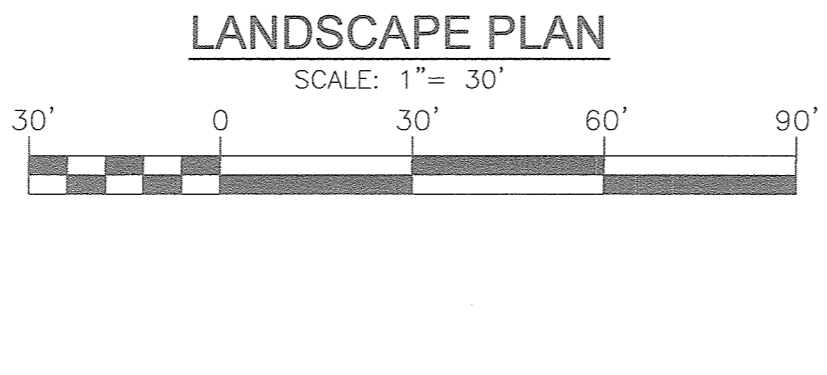 LANDSCAPE PLAN
SCALE: 1"= 30'
30' 0 30' 60' 90'